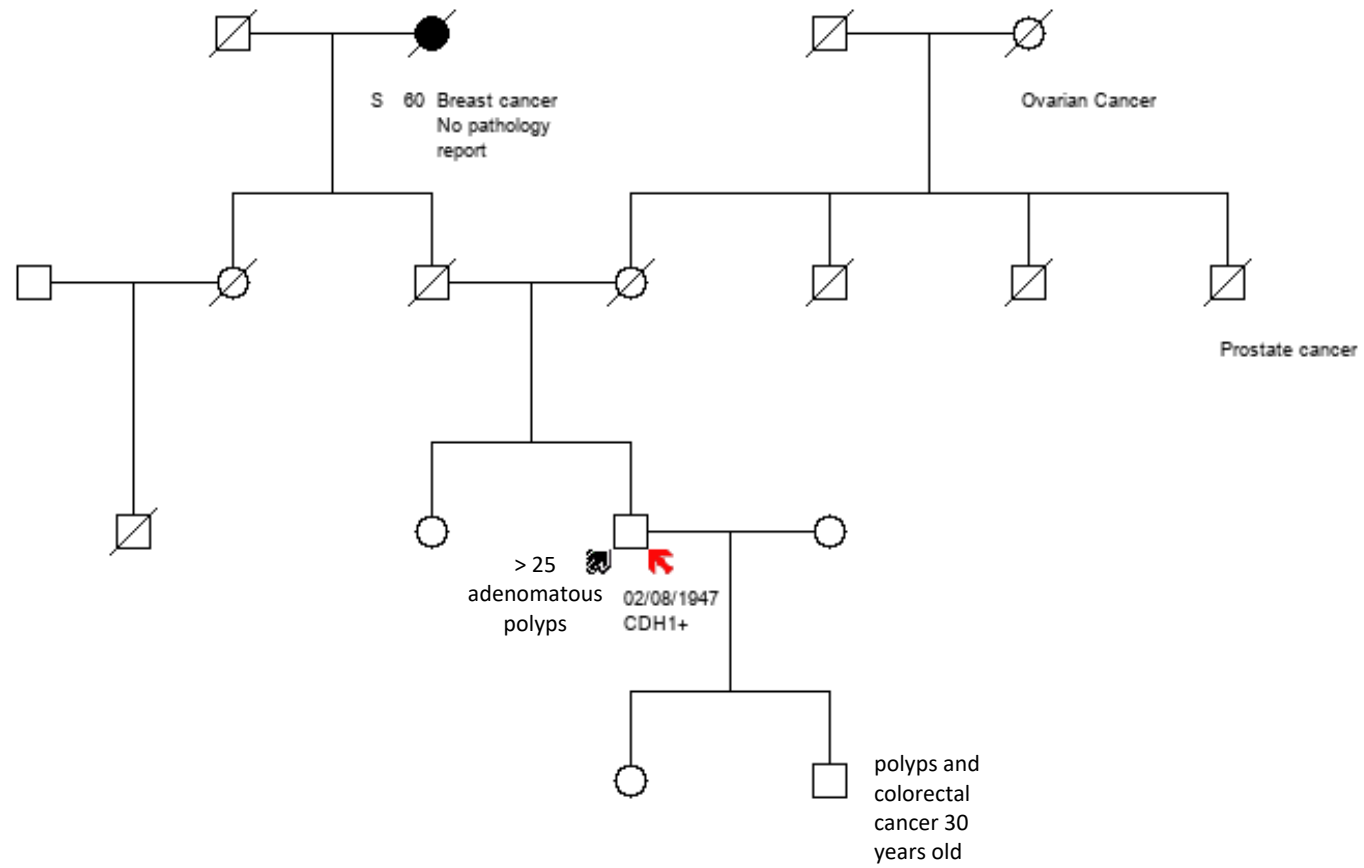 S 60 Breast cancer
No pathology
report
Ovarian Cancer
Prostate cancer
> 25
adenomatous
polyps
02/08/1947
CDH1+
polyps and
colorectal
cancer 30
years old